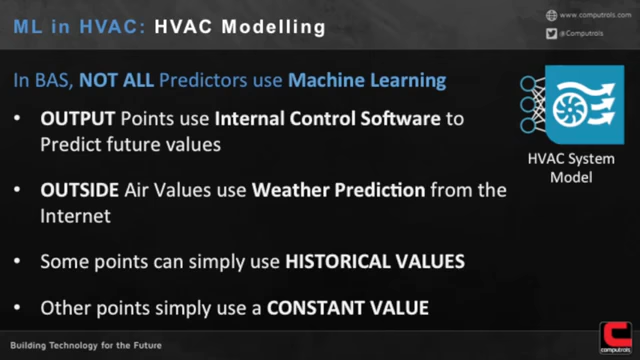 ML in HVAC: HVAC Modelling
www.computrols.com
@Computrols
In BAS, NOT ALL Predictors use Machine Learning
• OUTPUT Points use Internal Control Software to
Predict future values
• OUTSIDE Air Values use Weather Prediction from the
Internet
• Some points can simply use HISTORICAL VALUES
• Other points simply use a CONSTANT VALUE
HVAC System
Model
Building Technology for the Future
computrols